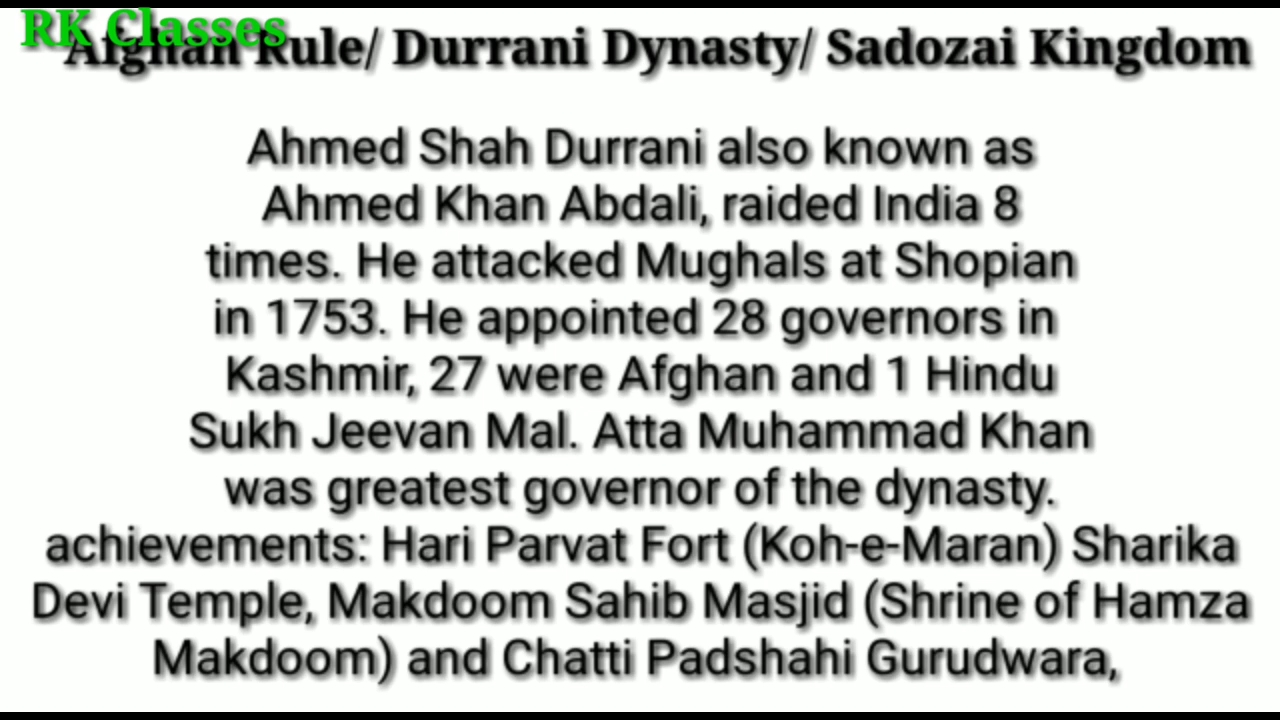 RK Classes
Afghan Rule/ Durrani Dynasty/ Sadozai Kingdom
Ahmed Shah Durrani also known as
Ahmed Khan Abdali, raided India 8
times. He attacked Mughals at Shopian
in 1753. He appointed 28 governors in
Kashmir, 27 were Afghan and 1 Hindu
Sukh Jeevan Mal. Atta Muhammad Khan
was greatest governor of the dynasty.
achievements: Hari Parvat Fort (Koh-e-Maran) Sharika
Devi Temple, Makdoom Sahib Masjid (Shrine of Hamza
Makdoom) and Chatti Padshahi Gurudwara,